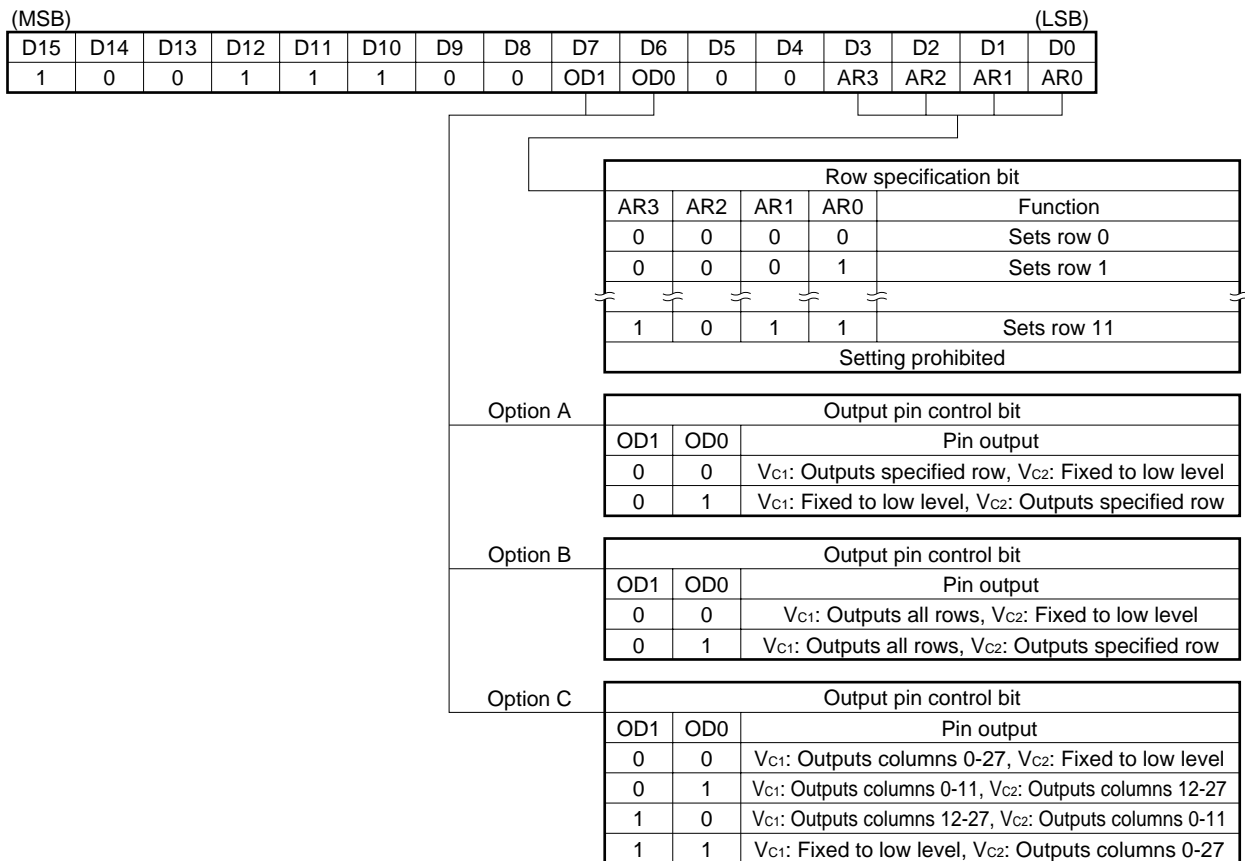 (MSB) (LSB)
D15 D14 D13 D12 D11 D10 D9 D8 D7 D6 D5 D4 D3 D2 D1 D0
1 0 0 1 1 1 0 0 OD1 OD0 0 0 AR3 AR2 AR1 AR0
Row specification bit
AR3 AR2 AR1 AR0 Function
0 0 0 0 Sets row 0
0 0 0 1 Sets row 1
1 0 1 1 Sets row 11
Setting prohibited
Option A Output pin control bit
OD1 OD0 Pin output
0 0 VC1: Outputs specified row, VC2: Fixed to low level
0 1 VC1: Fixed to low level, VC2: Outputs specified row
Option B Output pin control bit
OD1 OD0 Pin output
0 0 VC1: Outputs all rows, VC2: Fixed to low level
0 1 VC1: Outputs all rows, VC2: Outputs specified row
Option C Output pin control bit
OD1 OD0 Pin output
0 0 VC1: Outputs columns 0-27, VC2: Fixed to low level
0 1 VC1: Outputs columns 0-11, VC2: Outputs columns 12-27
1 0 VC1: Outputs columns 12-27, VC2: Outputs columns 0-11
1 1 VC1: Fixed to low level, VC2: Outputs columns 0-27